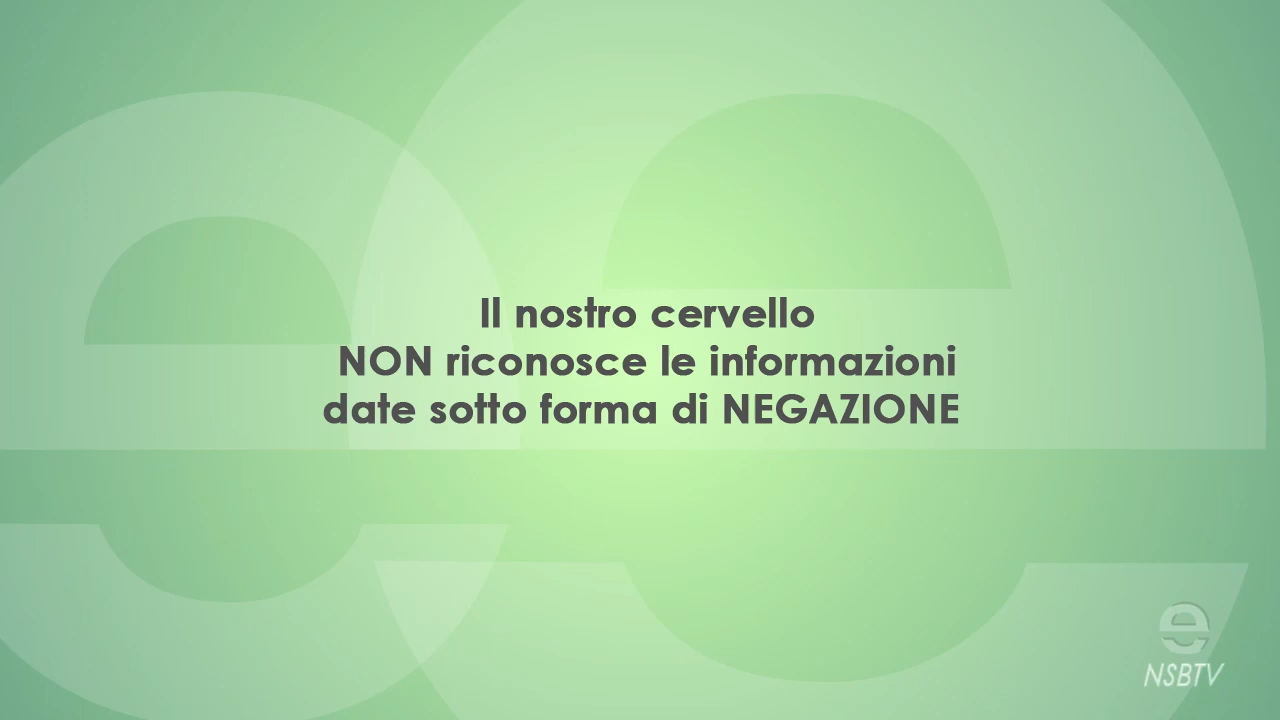 Il nostro cervello
NON riconosce le informazioni
date sotto forma di NEGAZIONE
e
NSBTV